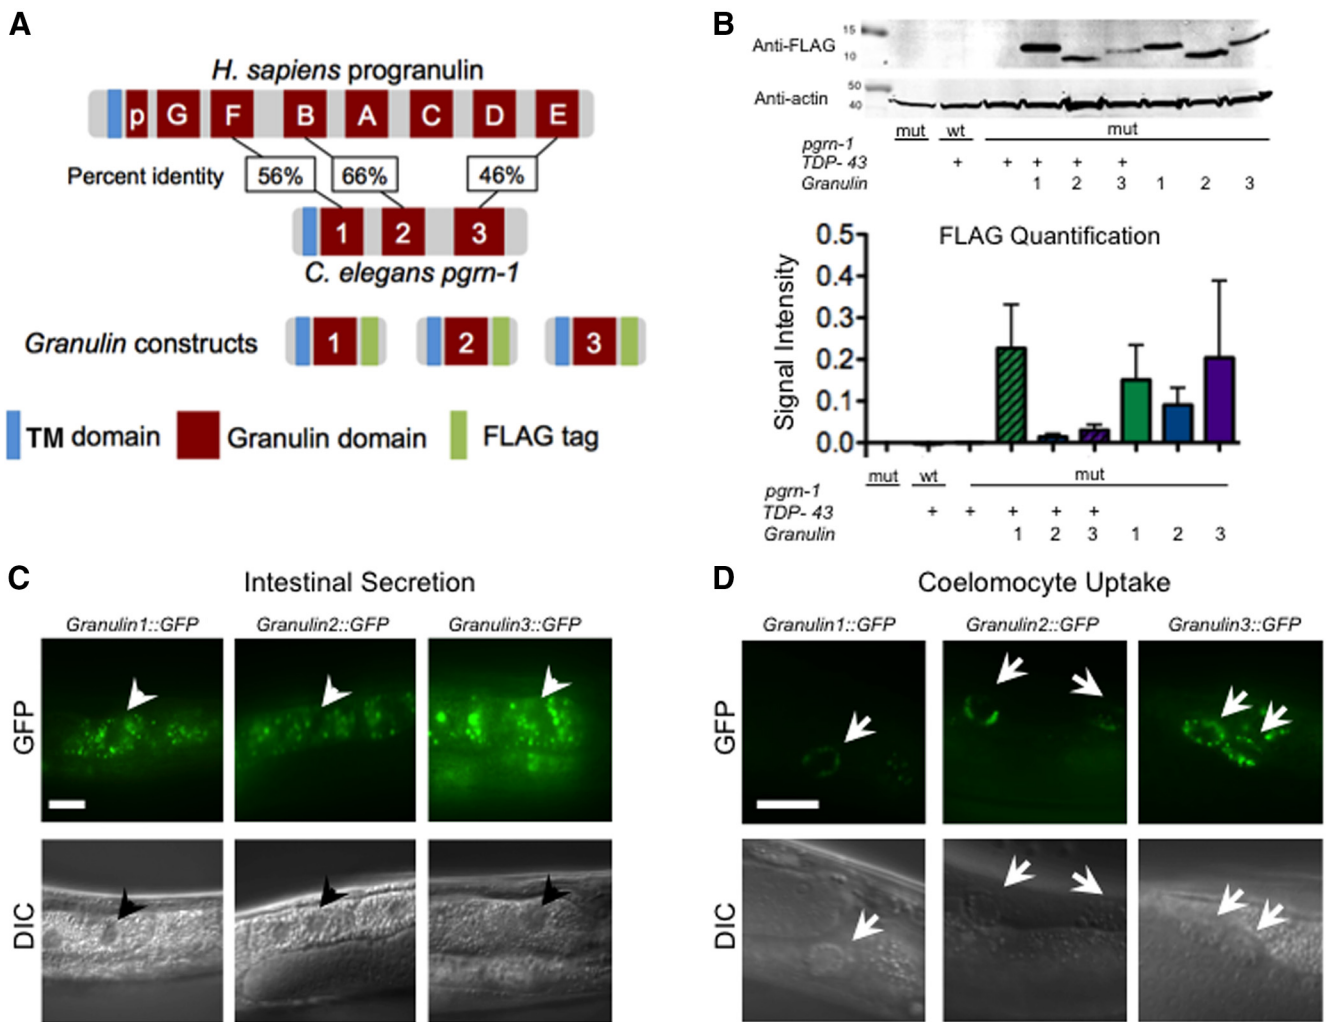 A
H. sapiens progranulin
p G F B A C D E
Percent identity 56% 66% 46%
1 2 3
C. elegans pgrn-1
Granulin constructs 1 2 3
TM domain Granulin domain FLAG tag
B
Anti-FLAG 15
10
Anti-actin 50
40
mut wt mut
pgrn-1
TDP- 43 + + + + +
Granulin 1 2 3 1 2 3
FLAG Quantification
Signal Intensity
0.5
0.4
0.3
0.2
0.1
0.0
mut wt mut
pgrn-1
TDP- 43 + + + + +
Granulin 1 2 3 1 2 3
C
Intestinal Secretion
Granulin1::GFP Granulin2::GFP Granulin3::GFP
GFP
DIC
D
Coelomocyte Uptake
Granulin1::GFP Granulin2::GFP Granulin3::GFP
GFP
DIC